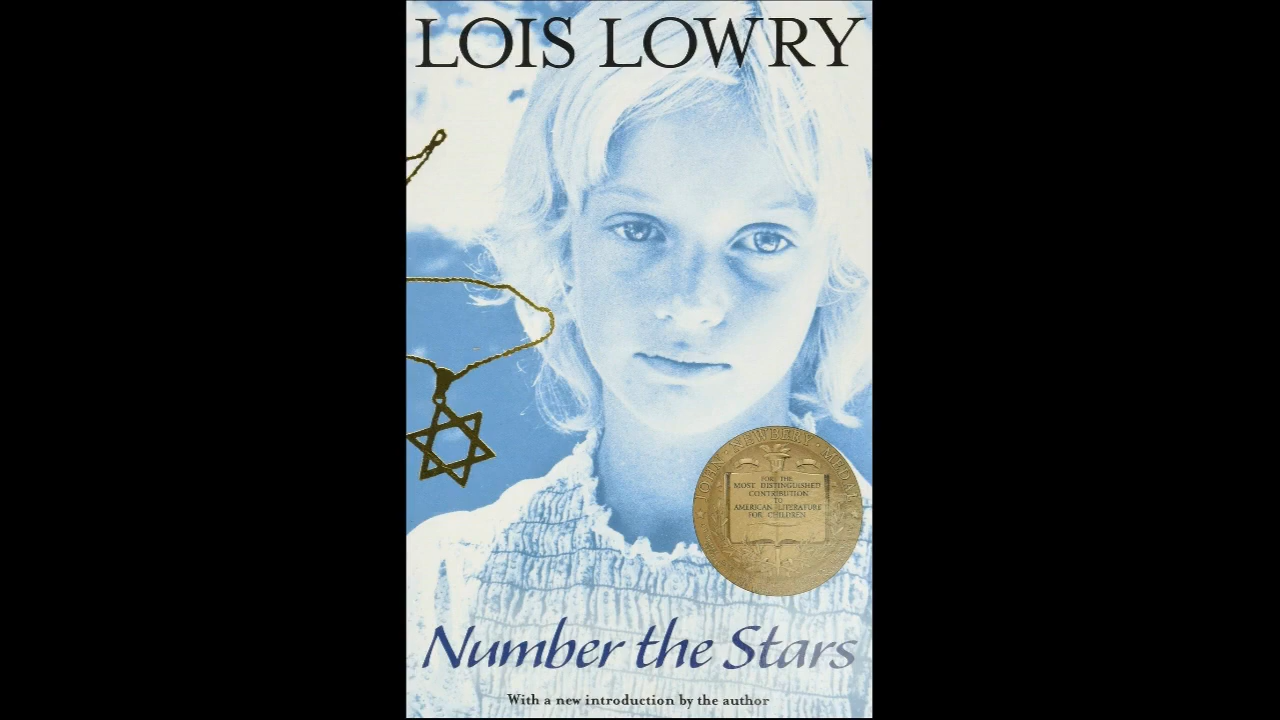 LOIS LOWRY
JOHN NEWBERY MEDAL
FOR THE
MOST DISTINGUISHED
CONTRIBUTION
TO
AMERICAN LITERATURE
FOR CHILDREN
Number the Stars
With a new introduction by the author